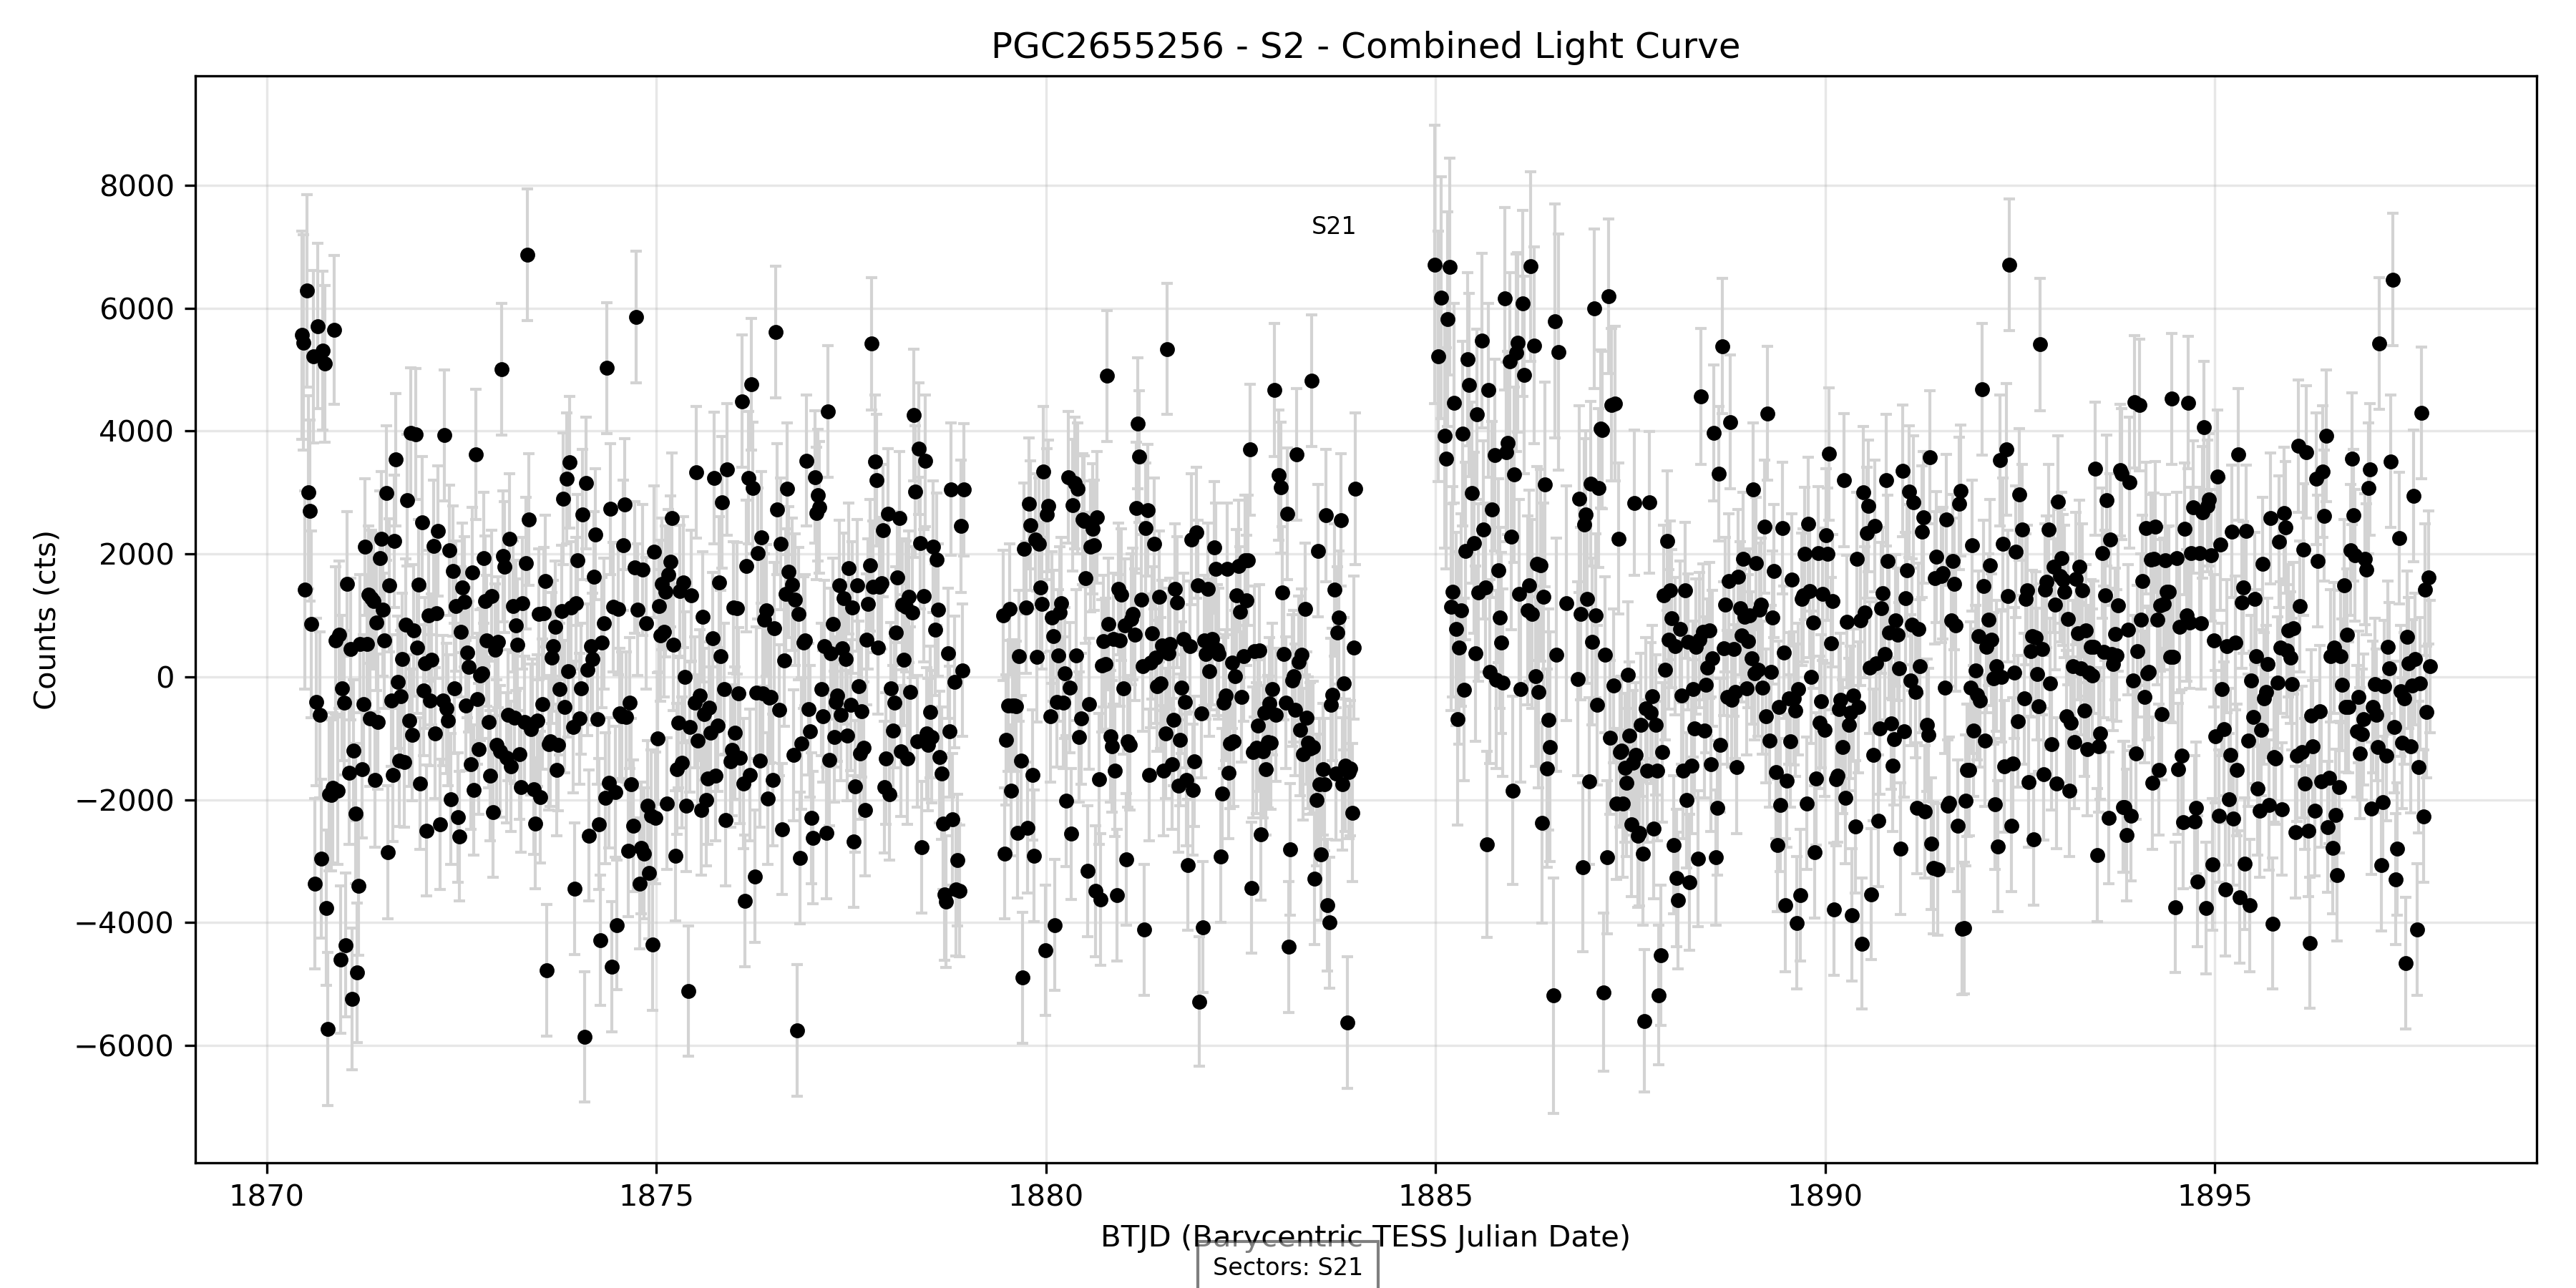 PGC2655256 - S2 - Combined Light Curve
8000
6000
4000
2000
0
−2000
−4000
−6000
Counts (cts)
S21
1870 1875 1880 1885 1890 1895
BTJD (Barycentric TESS Julian Date)
Sectors: S21